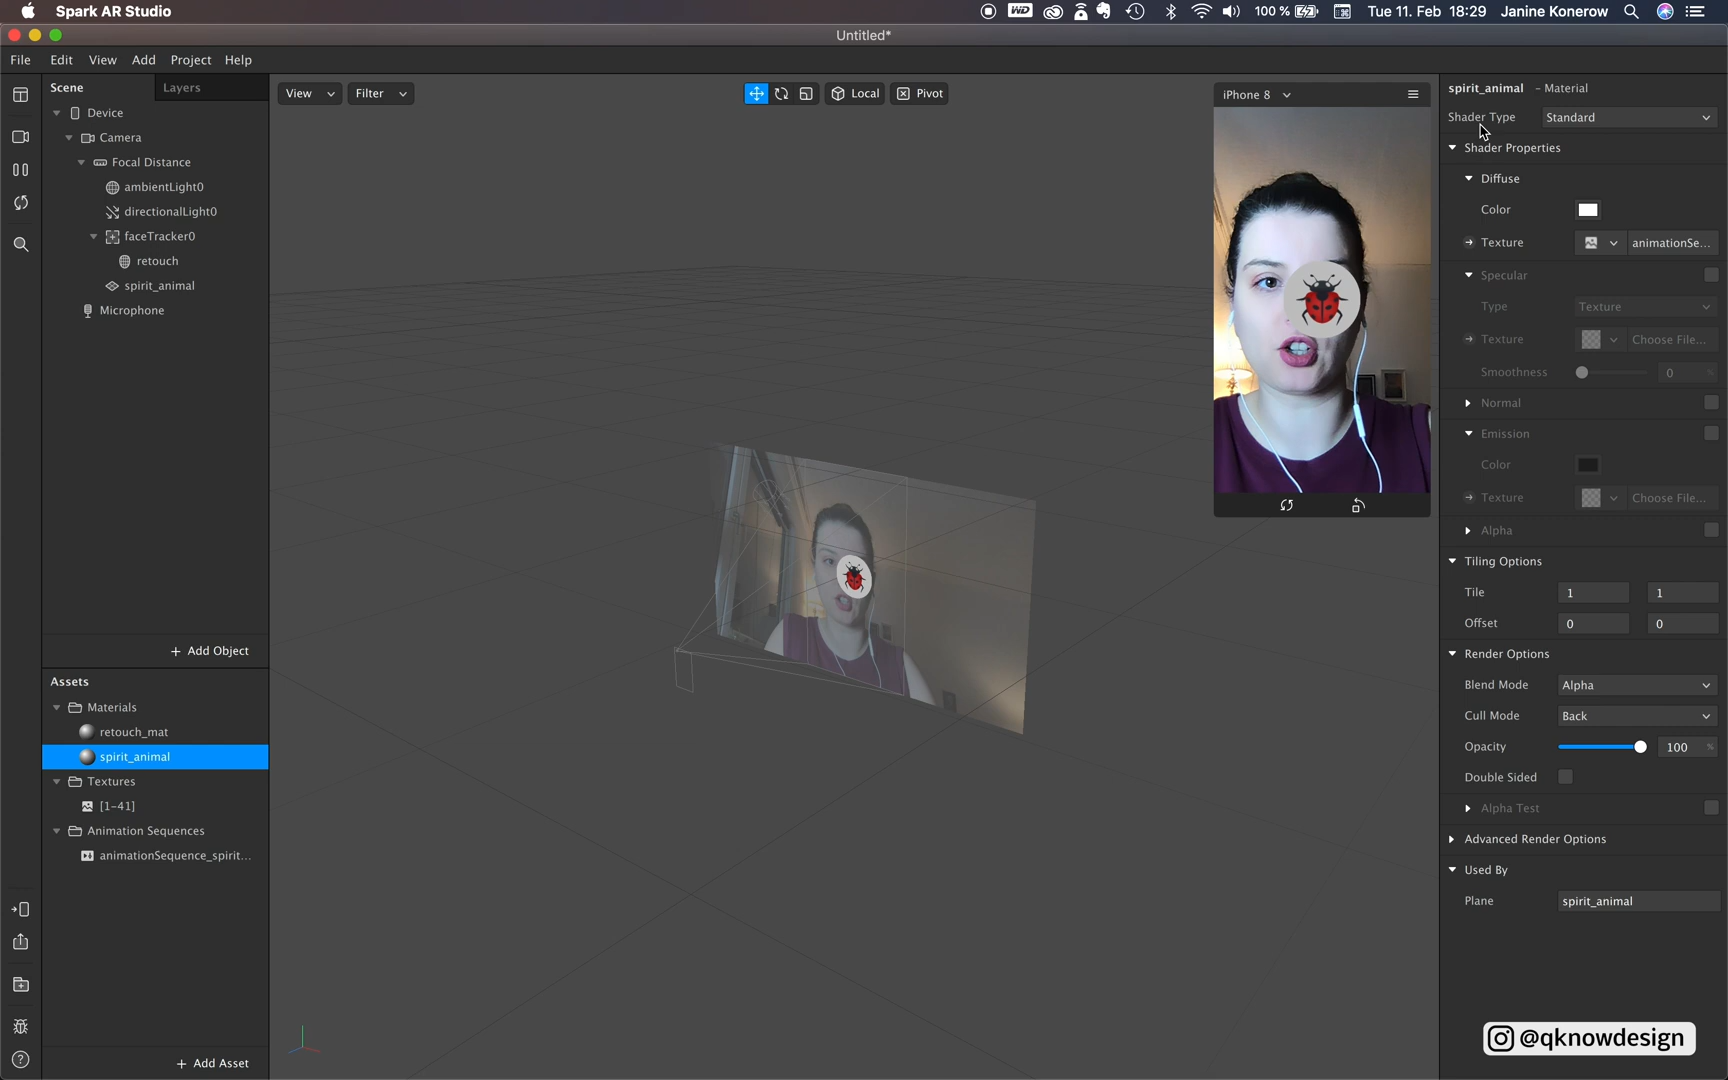 Spark AR Studio
WD
100 %
Tue 11. Feb 18:29
Janine Konerow
Untitled*
File Edit View Add Project Help
Scene
Layers
Device
Camera
Focal Distance
ambientLight0
directionalLight0
faceTracker0
retouch
spirit_animal
Microphone
+ Add Object
Assets
Materials
retouch_mat
spirit_animal
Textures
[1-41]
Animation Sequences
animationSequence_spirit...
+ Add Asset
View
Filter
Local
Pivot
iPhone 8
spirit_animal - Material
Shader Type Standard
Shader Properties
Diffuse
Color
Texture animationSe...
Specular
Type Texture
Texture Choose File...
Smoothness 0 %
Normal
Emission
Color
Texture Choose File...
Alpha
Tiling Options
Tile 1 1
Offset 0 0
Render Options
Blend Mode Alpha
Cull Mode Back
Opacity 100 %
Double Sided
Alpha Test
Advanced Render Options
Used By
Plane spirit_animal
@qknowdesign